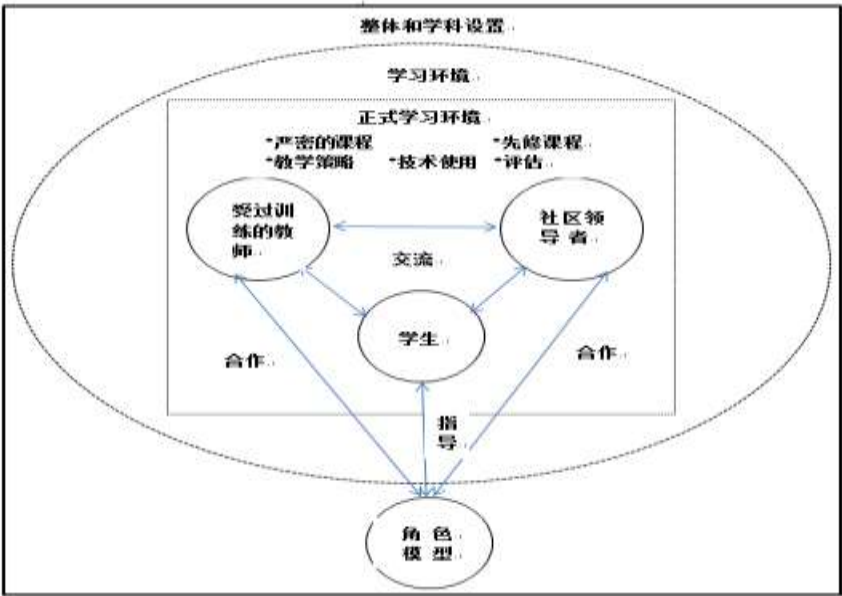 整体和学科设置
学习环境
正式学习环境
*严密的课程 *先修课程
*教学策略 *技术使用 *评估
受过训
练的教
师
社区领
导 者
交流
学生
合作
合作
指
导
角 色
模 型